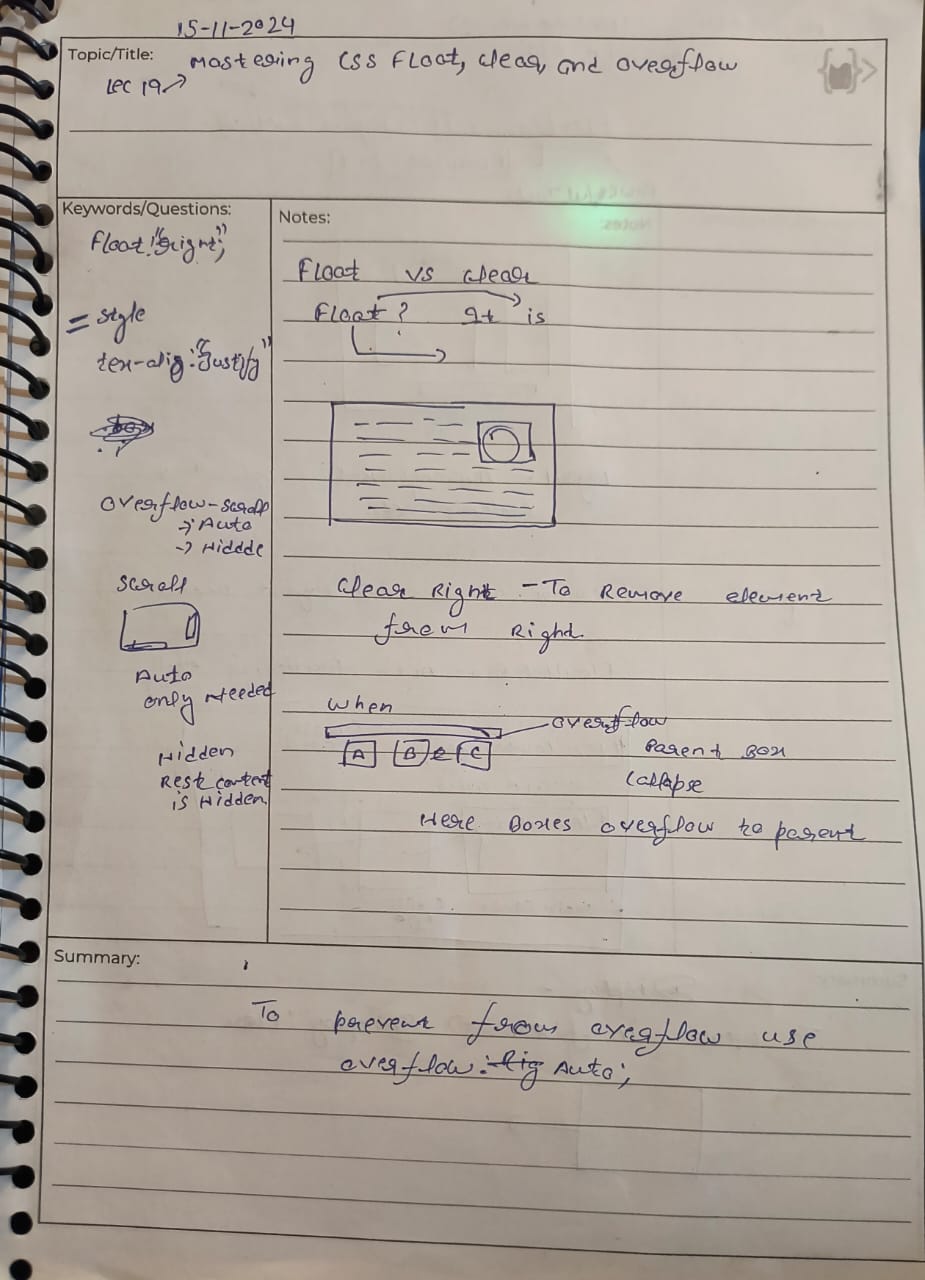 15-11-2024
Topic/Title: Mastering CSS Float, clear, and overflow
Lec 19->
Keywords/Questions:
Float:"right";
= style
tex-alig:"Justify"
overflow-scroll
-> Auto
-> Hiddde
scroll
Auto
only needed
Hidden
Rest content
is Hidden
Notes:
Float vs clear
Float? It is
clear Right - To Remove element
from Right
when
overflow
A B C
Parent Box
Collapse
Here Boxes overflow to parent
Summary:
To prevent from overflow use
overflow: Auto;